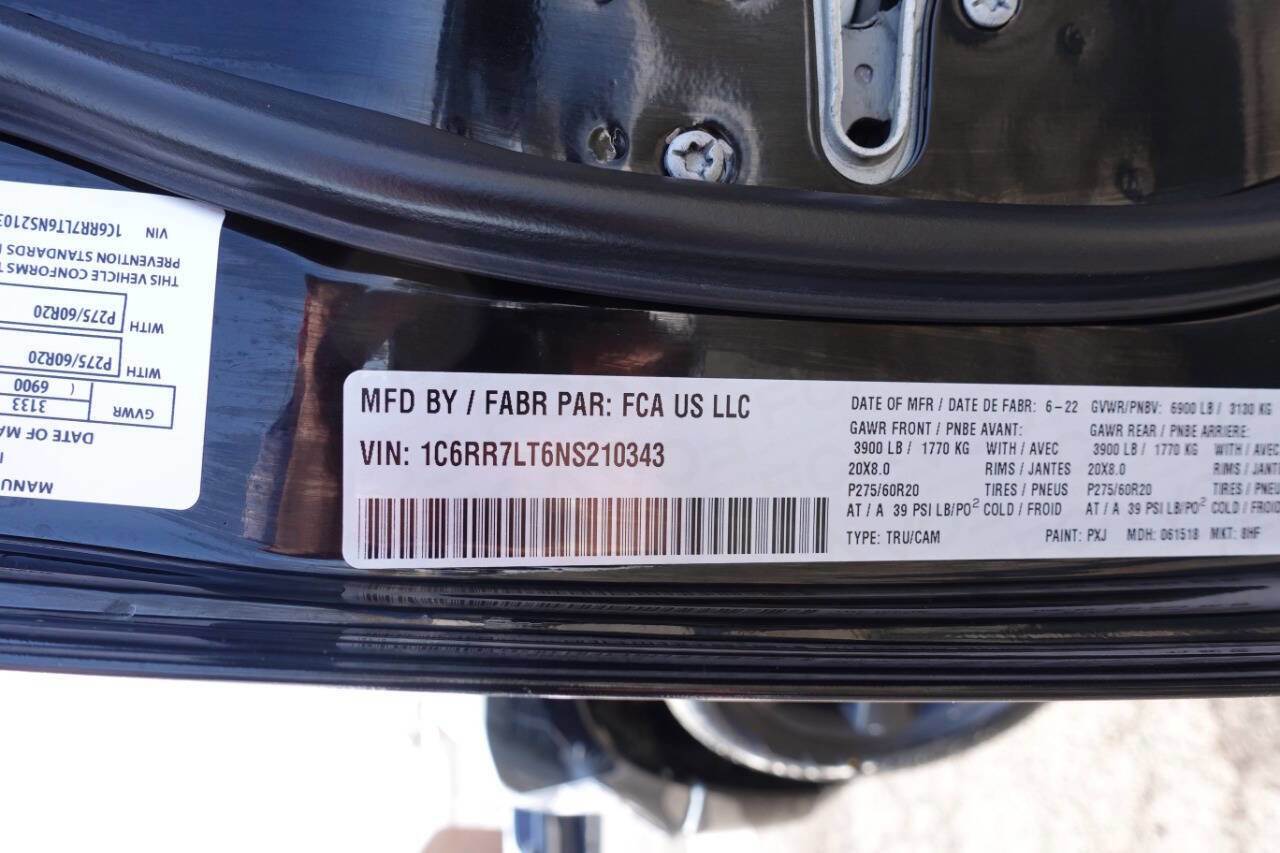 MFD BY / FABR PAR: FCA US LLC
VIN: 1C6RR7LT6NS210343
DATE OF MFR / DATE DE FABR: 6-22 GVWR/PNBV: 6900 LB / 3130 KG
GAWR FRONT / PNBE AVANT: GAWR REAR / PNBE ARRIERE:
3900 LB / 1770 KG WITH / AVEC 3900 LB / 1770 KG WITH / AVEC
20X8.0 RIMS / JANTES 20X8.0 RIMS / JANT
P275/60R20 TIRES / PNEUS P275/60R20 TIRES / PNEU
AT / A 39 PSI LB/PO² COLD / FROID AT / A 39 PSI LB/PO² COLD / FROID
TYPE: TRU/CAM PAINT: PXJ MDH: 061518 MKT: 8HF
MANU
DATE OF MA
GVWR 3133
6900 (
WITH P275/60R20
WITH P275/60R20
THIS VEHICLE CONFORMS T
PREVENTION STANDARDS
VIN 1C6RR7LT6NS2103